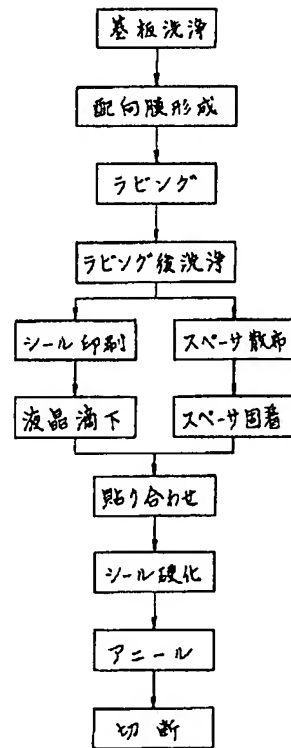 基板洗浄
配向膜形成
ラビング
ラビング後洗浄
シール印刷
スペーサ散布
液晶滴下
スペーサ固着
貼り合わせ
シール硬化
アニール
切断